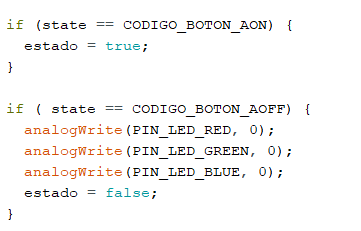 if (state == CODIGO_BOTON_AON) {
  estado = true;
}

if ( state == CODIGO_BOTON_AOFF) {
  analogWrite(PIN_LED_RED, 0);
  analogWrite(PIN_LED_GREEN, 0);
  analogWrite(PIN_LED_BLUE, 0);
  estado = false;
}